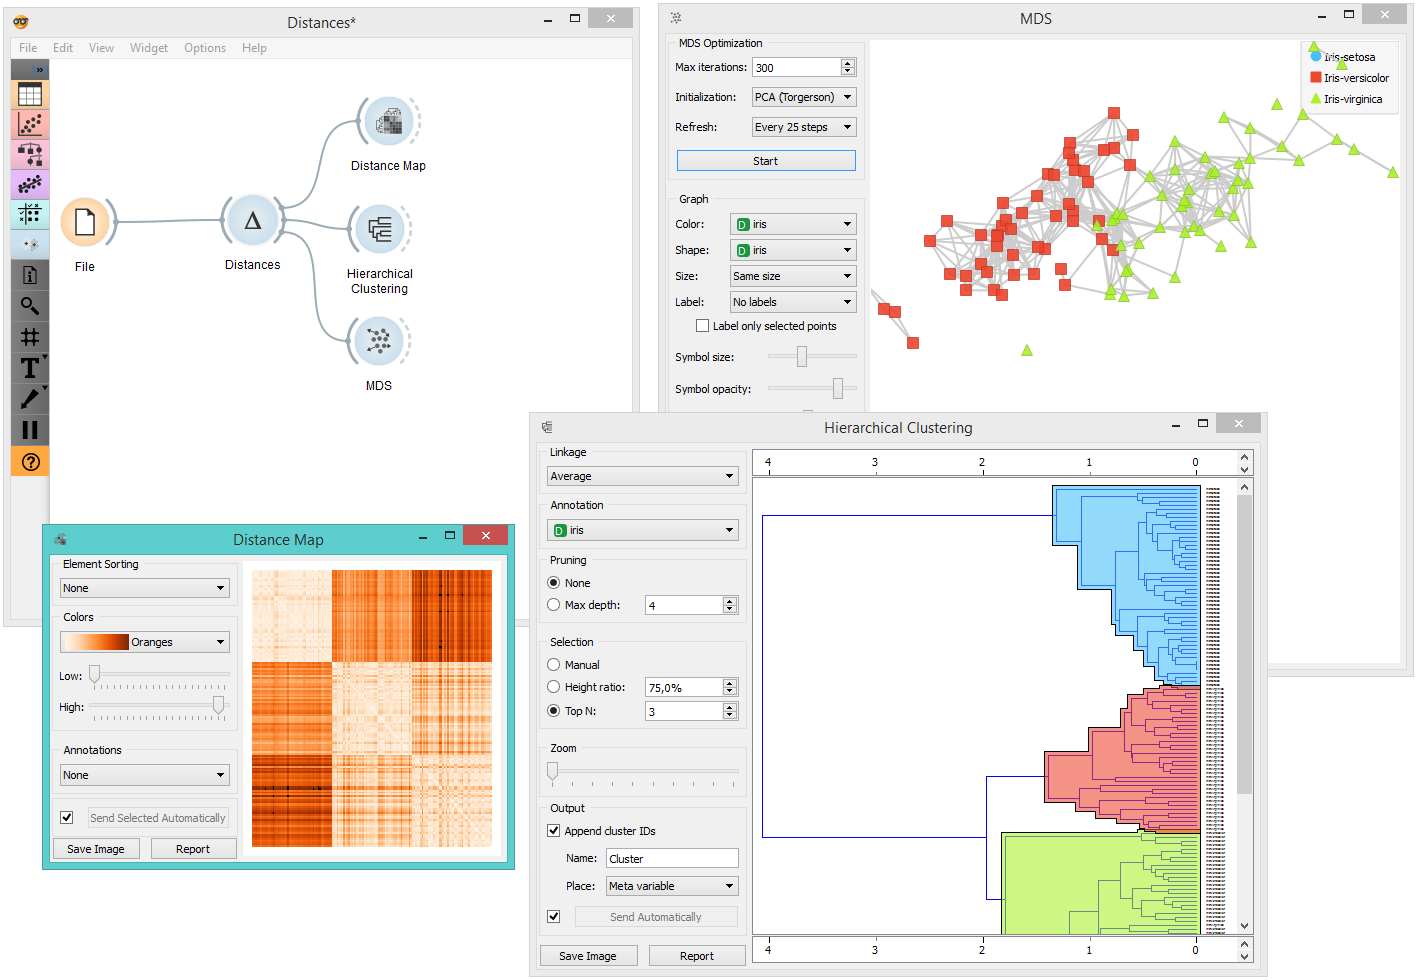 Distances*
File Edit View Widget Options Help
»
File
Δ
Distances
Distance Map
Hierarchical
Clustering
MDS
T
?
MDS
MDS Optimization
Max iterations: 300
Initialization: PCA (Torgerson)
Refresh: Every 25 steps
Start
Graph
Color: D iris
Shape: D iris
Size: Same size
Label: No labels
Label only selected points
Symbol size:
Symbol opacity:
Iris-setosa
Iris-versicolor
Iris-virginica
Distance Map
Element Sorting
None
Colors
Oranges
Low:
High:
Annotations
None
Send Selected Automatically
Save Image Report
Hierarchical Clustering
Linkage
Average
Annotation
D iris
Pruning
None
Max depth: 4
Selection
Manual
Height ratio: 75,0%
Top N: 3
Zoom
Output
Append cluster IDs
Name: Cluster
Place: Meta variable
Send Automatically
Save Image Report
4 3 2 1 0
4 3 2 1 0